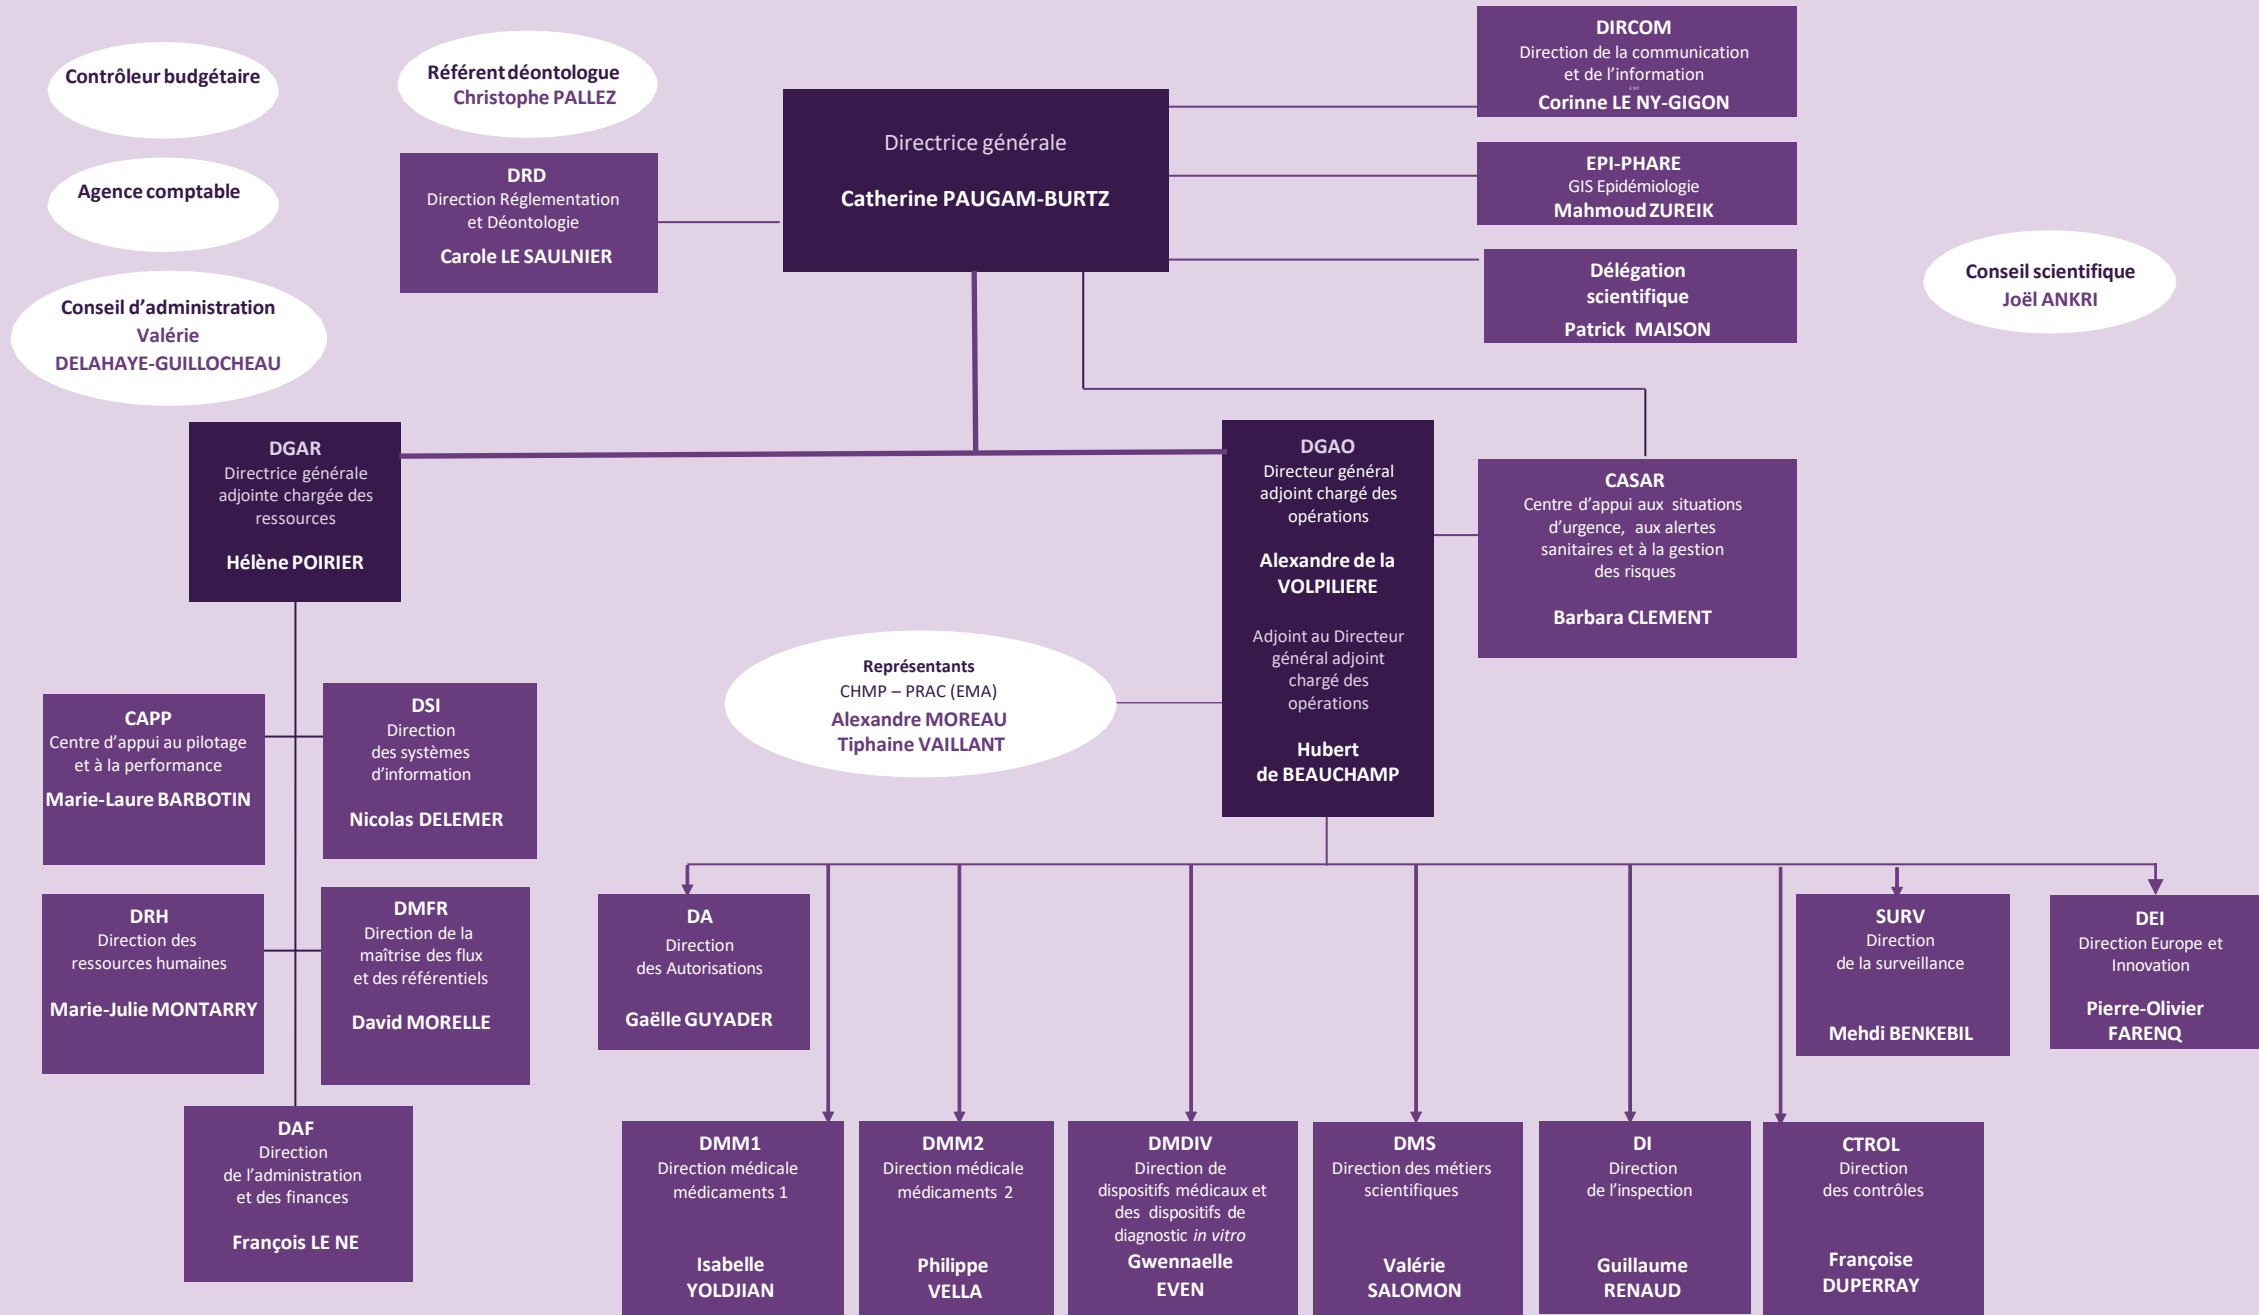 Contrôleur budgétaire
Référent déontologue
Christophe PALLEZ
Agence comptable
Conseil d'administration
Valérie
DELAHAYE-GUILLOCHEAU
DRD
Direction Réglementation
et Déontologie
Carole LE SAULNIER
Directrice générale
Catherine PAUGAM-BURTZ
DIRCOM
Direction de la communication
et de l'information
Corinne LE NY-GIGON
EPI-PHARE
GIS Epidémiologie
Mahmoud ZUREIK
Délégation
scientifique
Patrick MAISON
Conseil scientifique
Joël ANKRI
DGAR
Directrice générale
adjointe chargée des
ressources
Hélène POIRIER
DGAO
Directeur général
adjoint chargé des
opérations
Alexandre de la
VOLPILIERE
Adjoint au Directeur
général adjoint
chargé des
opérations
Hubert
de BEAUCHAMP
CASAR
Centre d'appui aux situations
d'urgence, aux alertes
sanitaires et à la gestion
des risques
Barbara CLEMENT
Représentants
CHMP – PRAC (EMA)
Alexandre MOREAU
Tiphaine VAILLANT
CAPP
Centre d'appui au pilotage
et à la performance
Marie-Laure BARBOTIN
DSI
Direction
des systèmes
d'information
Nicolas DELEMER
DRH
Direction des
ressources humaines
Marie-Julie MONTARRY
DMFR
Direction de la
maîtrise des flux
et des référentiels
David MORELLE
DAF
Direction
de l'administration
et des finances
François LE NE
DA
Direction
des Autorisations
Gaëlle GUYADER
SURV
Direction
de la surveillance
Mehdi BENKEBIL
DEI
Direction Europe et
Innovation
Pierre-Olivier
FARENQ
DMM1
Direction médicale
médicaments 1
Isabelle
YOLDJIAN
DMM2
Direction médicale
médicaments 2
Philippe
VELLA
DMDIV
Direction de
dispositifs médicaux et
des dispositifs de
diagnostic in vitro
Gwennaelle
EVEN
DMS
Direction des métiers
scientifiques
Valérie
SALOMON
DI
Direction
de l'inspection
Guillaume
RENAUD
CTROL
Direction
des contrôles
Françoise
DUPERRAY